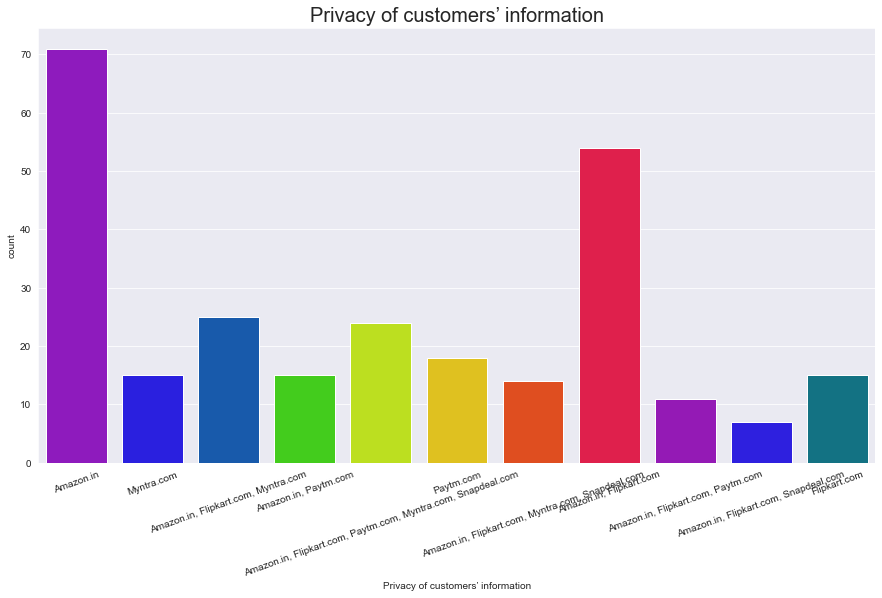 Privacy of customers’ information
count
70
60
50
40
30
20
10
0
Amazon.in
Myntra.com
Amazon.in, Flipkart.com, Myntra.com
Amazon.in, Paytm.com
Amazon.in, Flipkart.com, Paytm.com, Myntra.com, Snapdeal.com
Paytm.com
Amazon.in, Flipkart.com, Myntra.com, Snapdeal.com
Amazon.in, Flipkart.com
Amazon.in, Flipkart.com, Paytm.com
Amazon.in, Flipkart.com, Snapdeal.com
Flipkart.com
Privacy of customers’ information